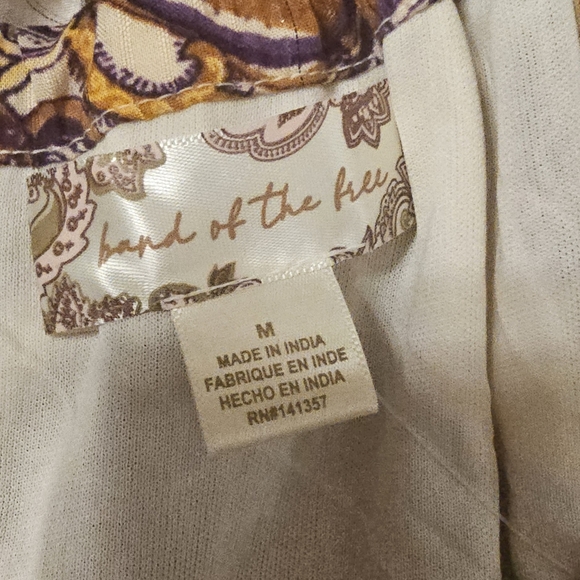 band of the free
M
MADE IN INDIA
FABRIQUE EN INDE
HECHO EN INDIA
RN#141357